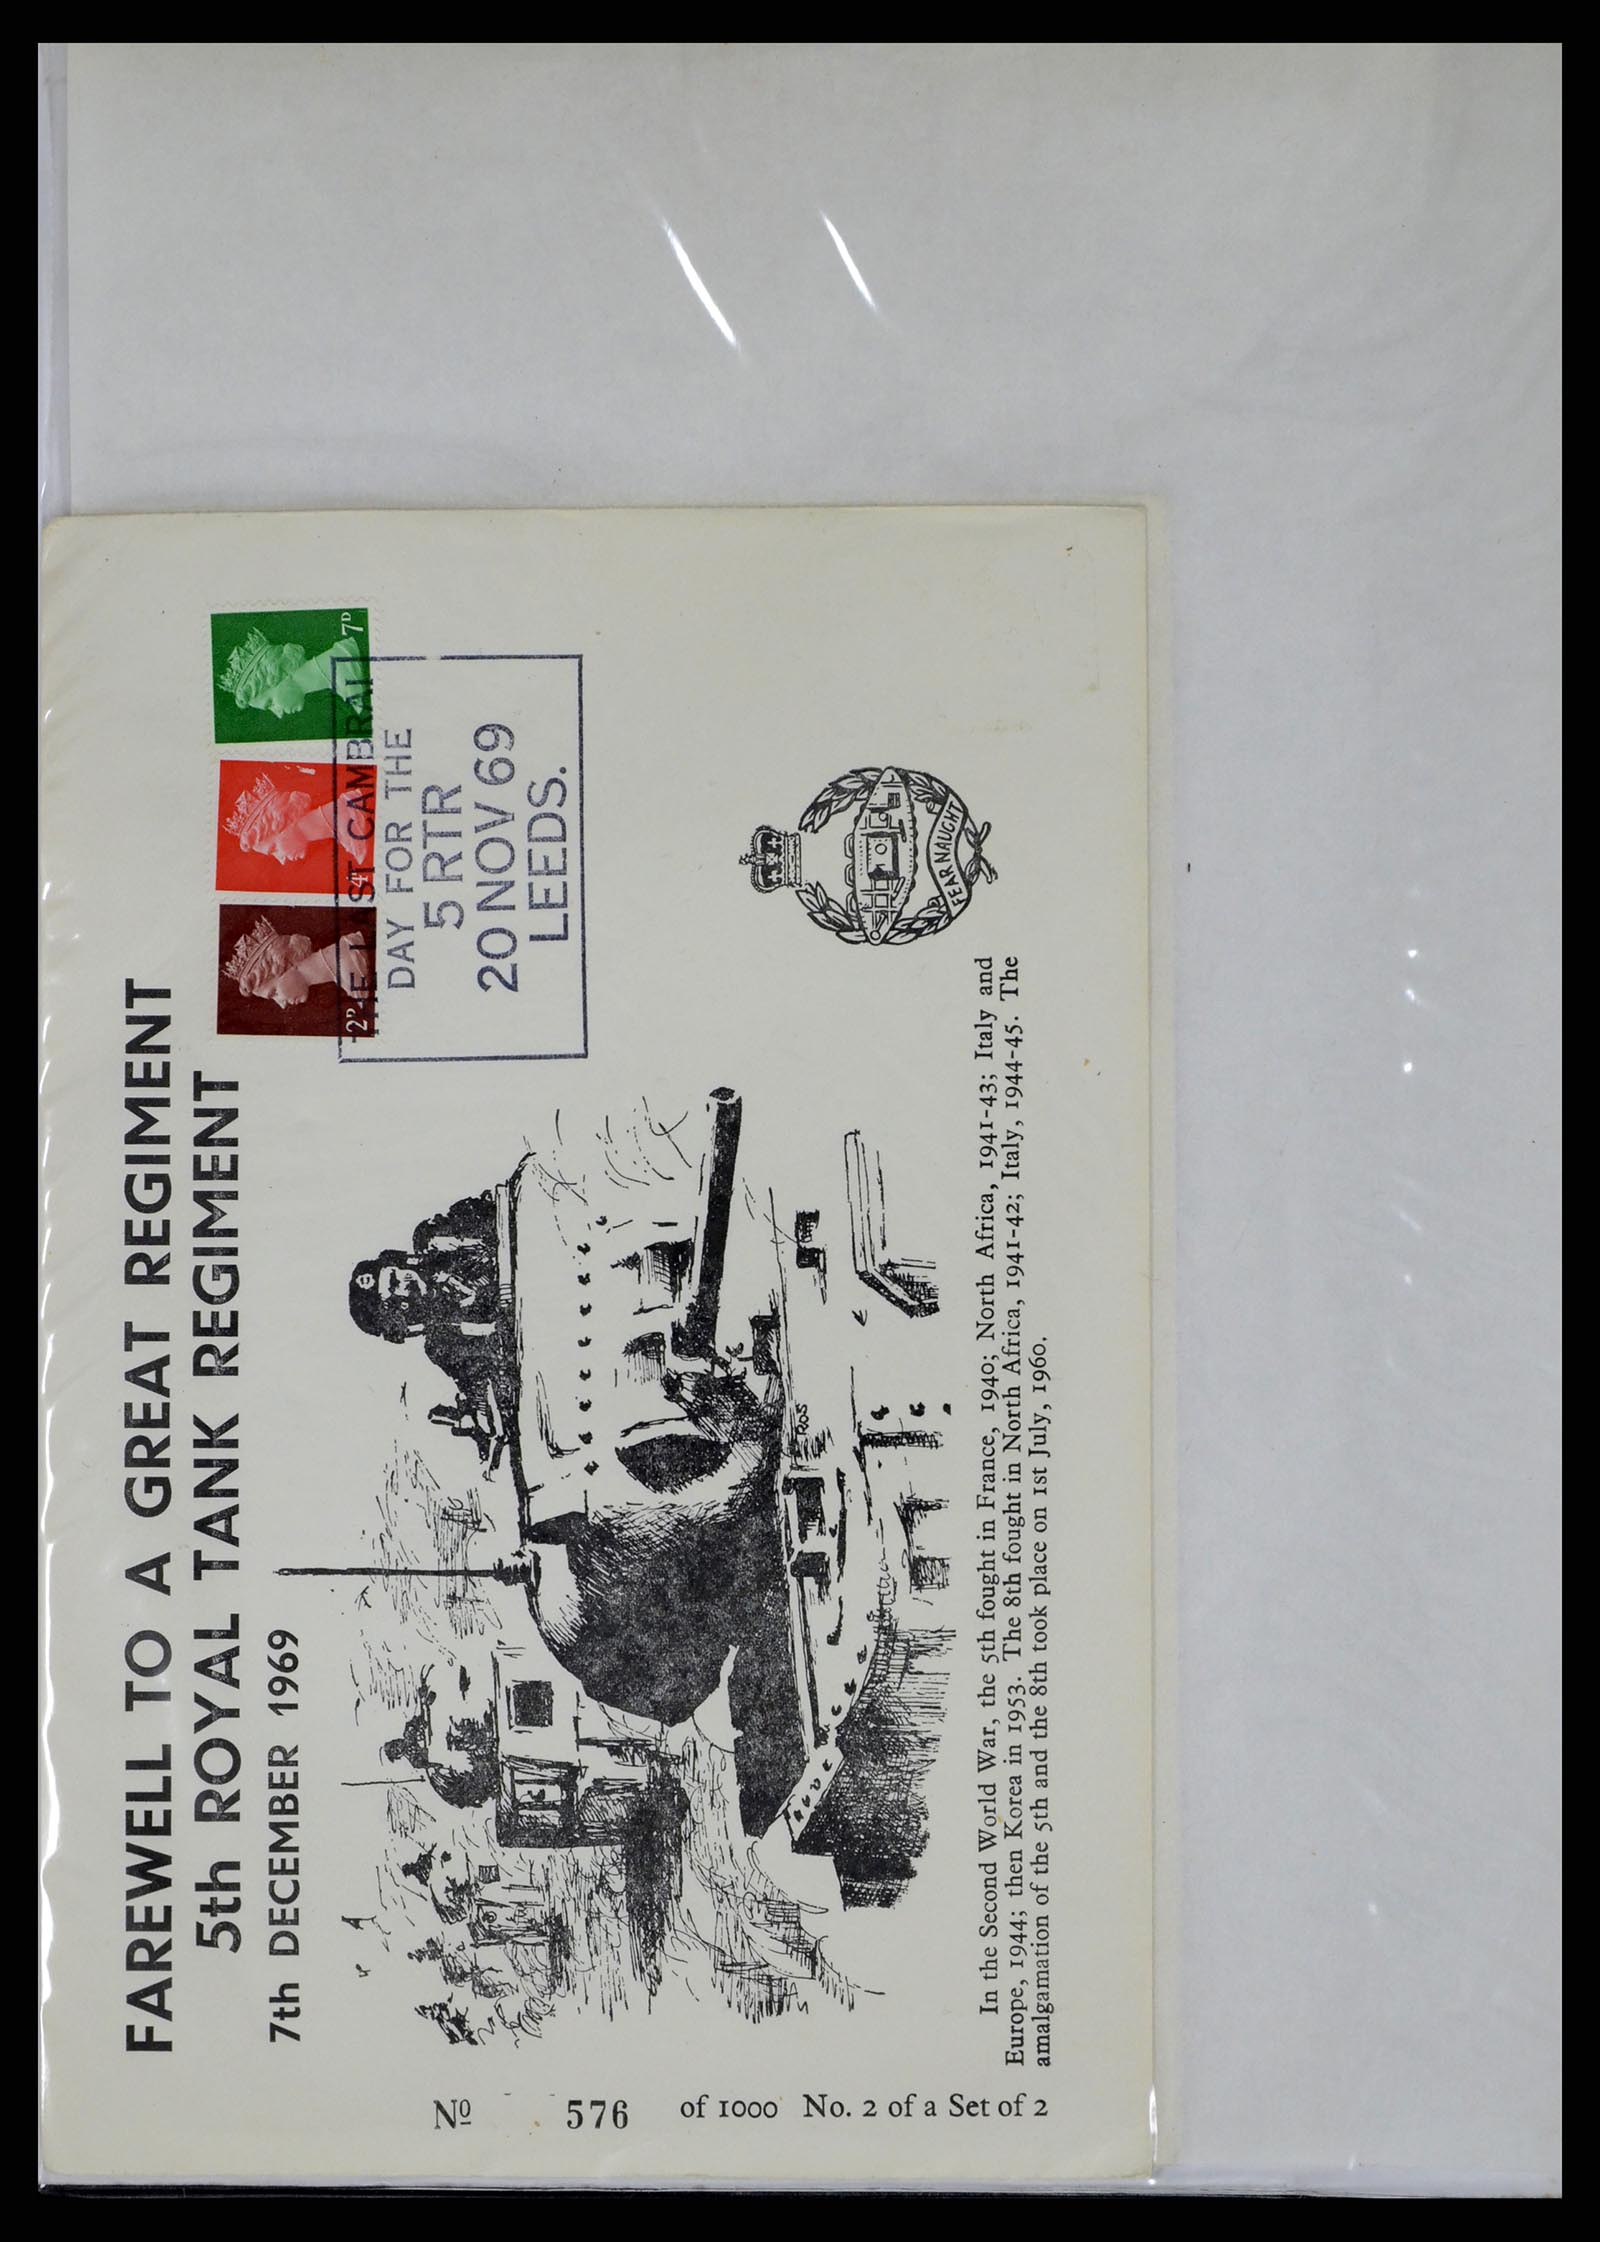 FAREWELL TO A GREAT REGIMENT
5th ROYAL TANK REGIMENT
7th DECEMBER 1969
2D
4D
7D
THE LAST CAMBRAI
DAY FOR THE
5 RTR
20 NOV 69
LEEDS.
FEAR NAUGHT
RoS
In the Second World War, the 5th fought in France, 1940; North Africa, 1941-43; Italy and
Europe, 1944; then Korea in 1953. The 8th fought in North Africa, 1941-42; Italy, 1944-45. The
amalgamation of the 5th and the 8th took place on 1st July, 1960.
No 576 of 1000 No. 2 of a Set of 2